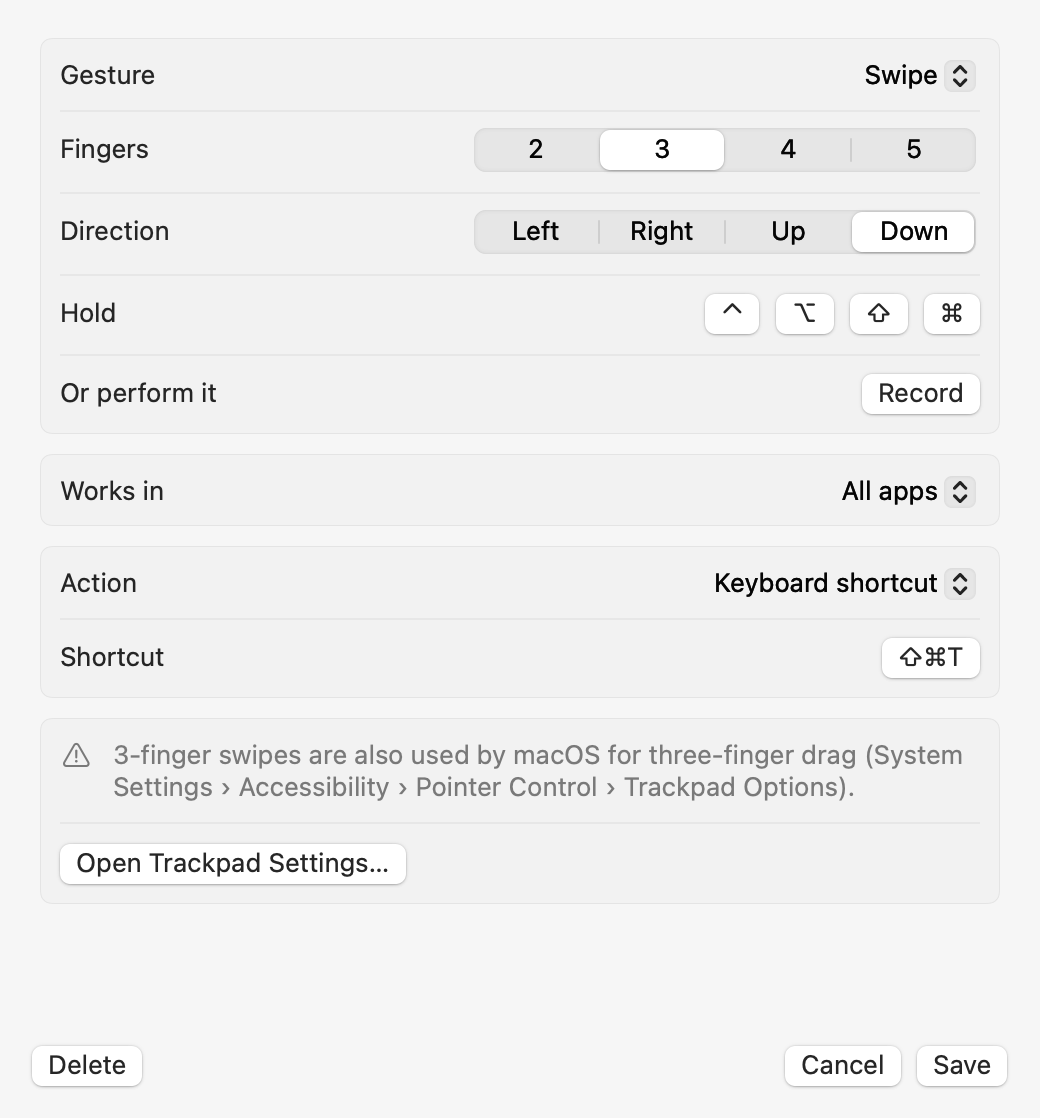 Gesture Swipe
Fingers 2 3 4 5
Direction Left Right Up Down
Hold ^ ⌥ ⇧ ⌘
Or perform it Record
Works in All apps
Action Keyboard shortcut
Shortcut ⇧⌘T
3-finger swipes are also used by macOS for three-finger drag (System
Settings › Accessibility › Pointer Control › Trackpad Options).
Open Trackpad Settings...
Delete Cancel Save